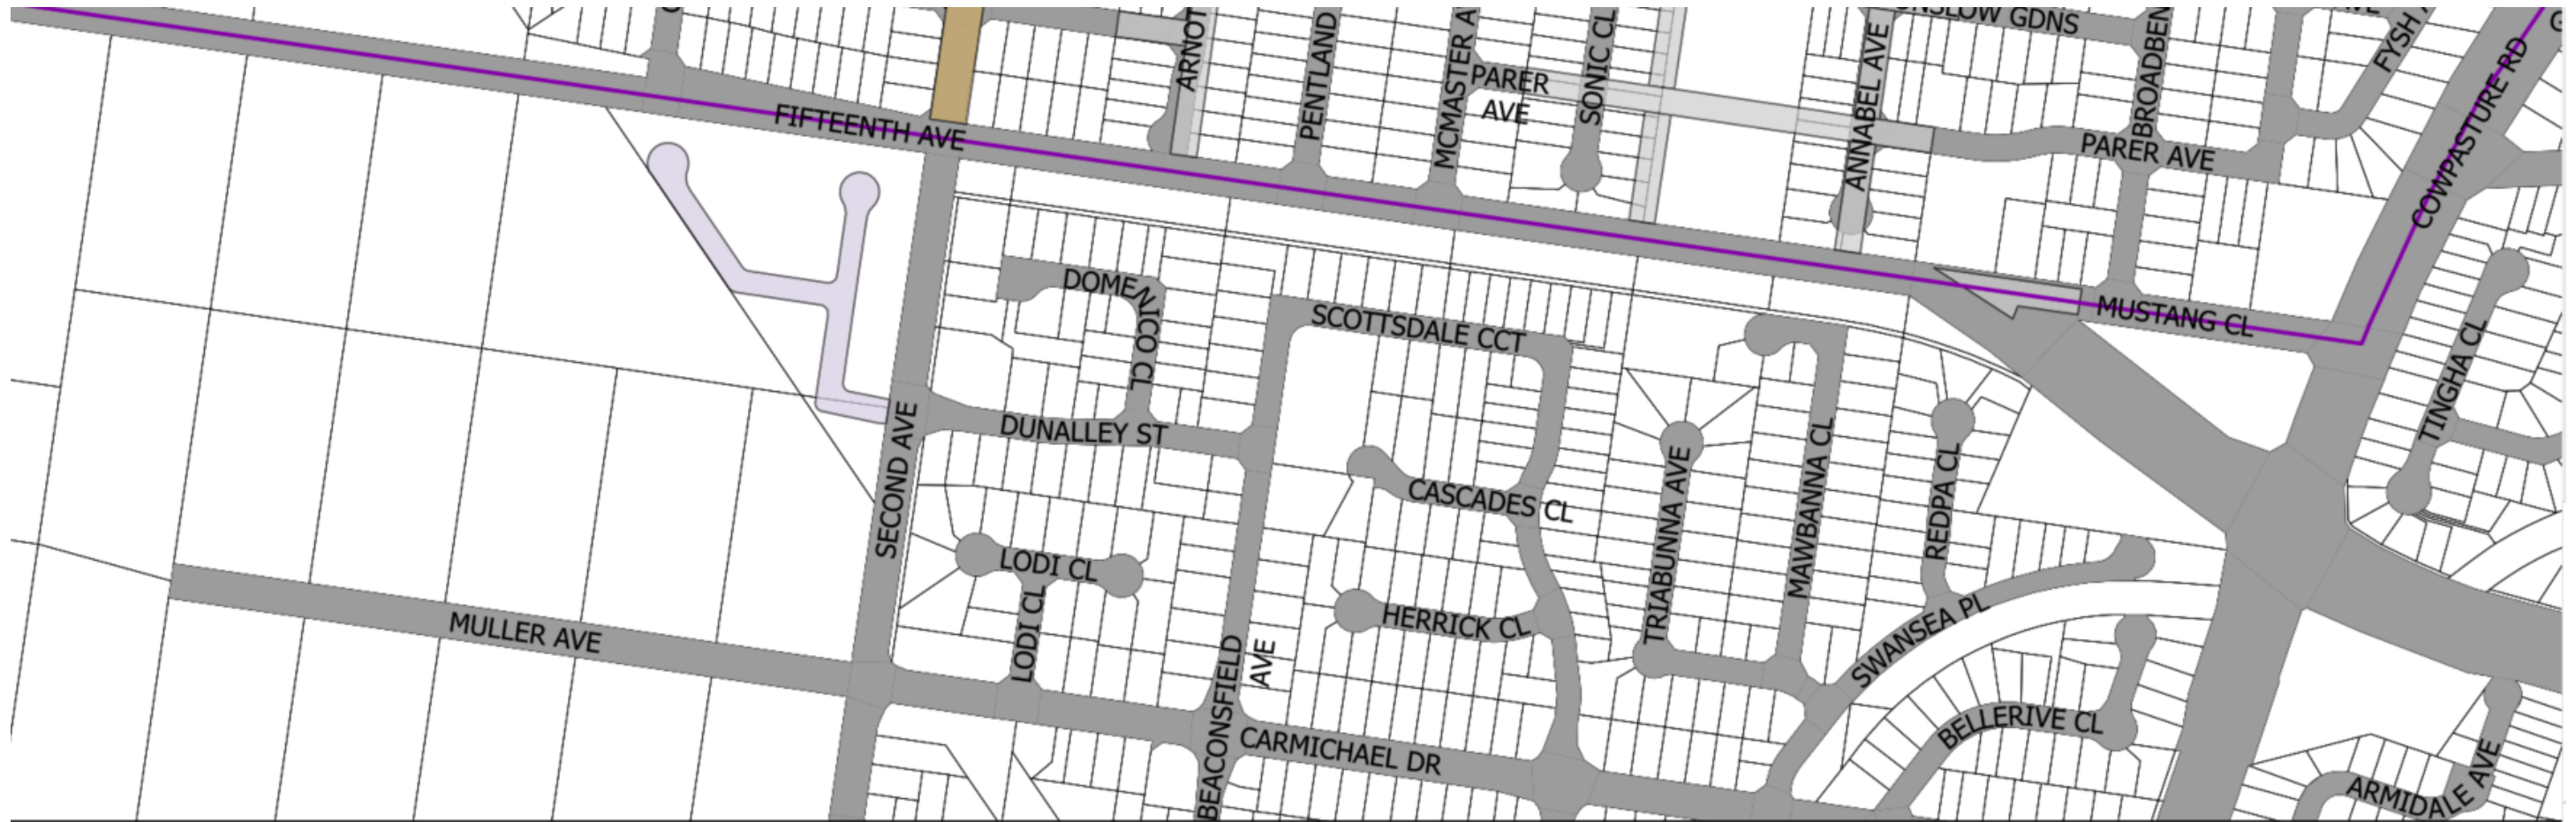 ONSLOW GDNS
FYSH
ARNOT
PENTLAND
MCMASTER A
SONIC CL
PARER
AVE
ANNABEL AVE
BROADBEN
PARER AVE
COWPASTURE RD
FIFTEENTH AVE
DOMENICO CL
SCOTTSDALE CCT
MUSTANG CL
TINGHA CL
DUNALLEY ST
SECOND AVE
CASCADES CL
TRIABUNNA AVE
MAWBANNA CL
REDPA CL
LODI CL
LODI CL
HERRICK CL
SWANSEA PL
MULLER AVE
BEACONSFIELD
AVE
CARMICHAEL DR
BELLERIVE CL
ARMIDALE AVE